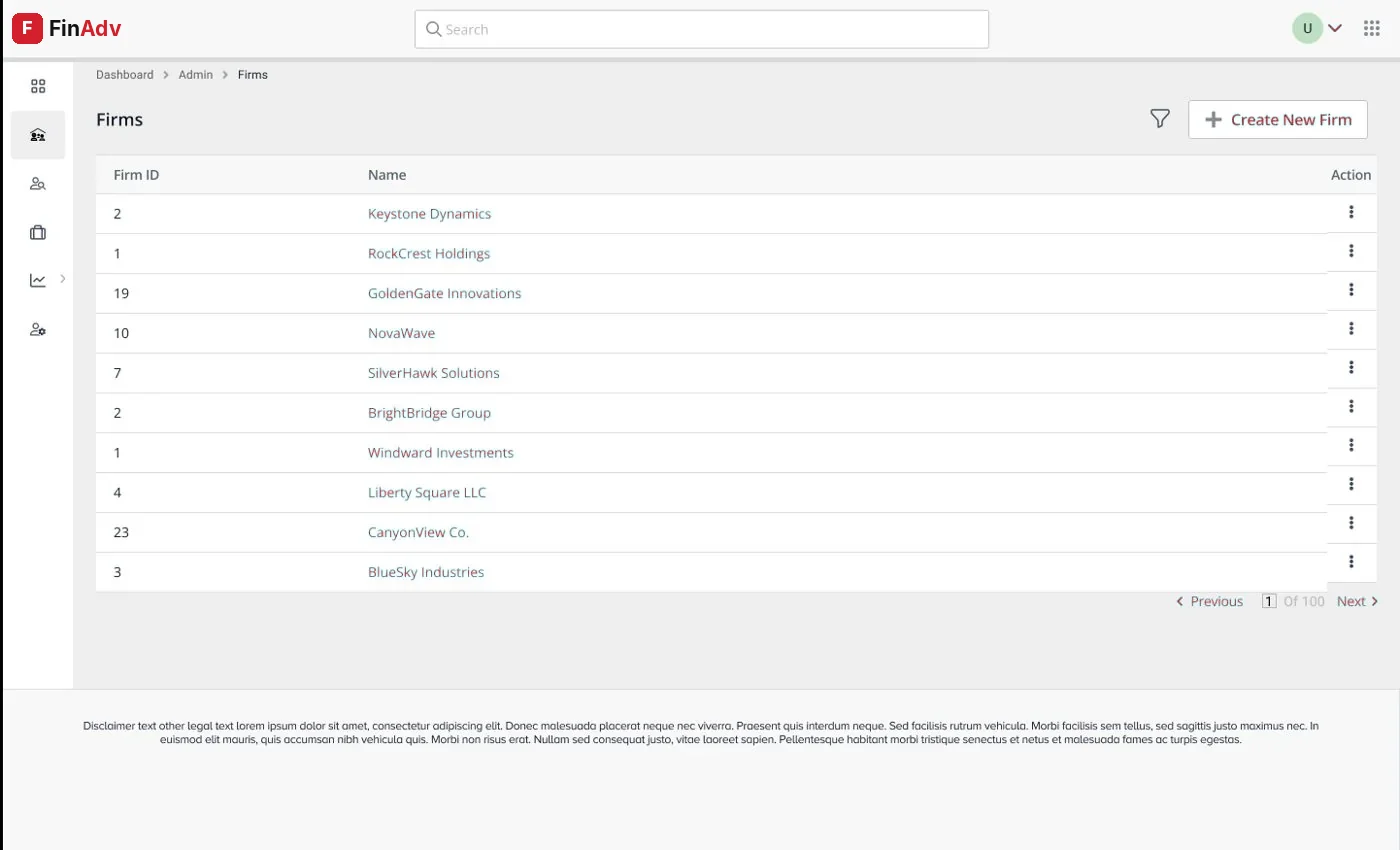 F FinAdv
Search
U
Dashboard > Admin > Firms
Firms
Create New Firm
Firm ID Name Action
2 Keystone Dynamics
1 RockCrest Holdings
19 GoldenGate Innovations
10 NovaWave
7 SilverHawk Solutions
2 BrightBridge Group
1 Windward Investments
4 Liberty Square LLC
23 CanyonView Co.
3 BlueSky Industries
Previous 1 Of 100 Next
Disclaimer text other legal text lorem ipsum dolor sit amet, consectetur adipiscing elit. Donec malesuada placerat neque nec viverra. Praesent quis interdum neque. Sed facilisis rutrum vehicula. Morbi facilisis sem tellus, sed sagittis justo maximus nec. In
euismod elit mauris, quis accumsan nibh vehicula quis. Morbi non risus erat. Nullam sed consequat justo, vitae laoreet sapien. Pellentesque habitant morbi tristique senectus et netus et malesuada fames ac turpis egestas.